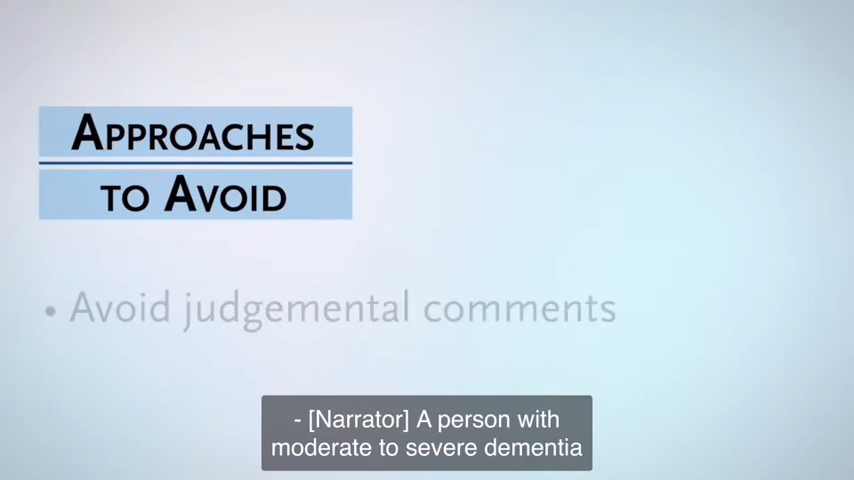 APPROACHES
TO AVOID
• Avoid judgemental comments
- [Narrator] A person with
moderate to severe dementia